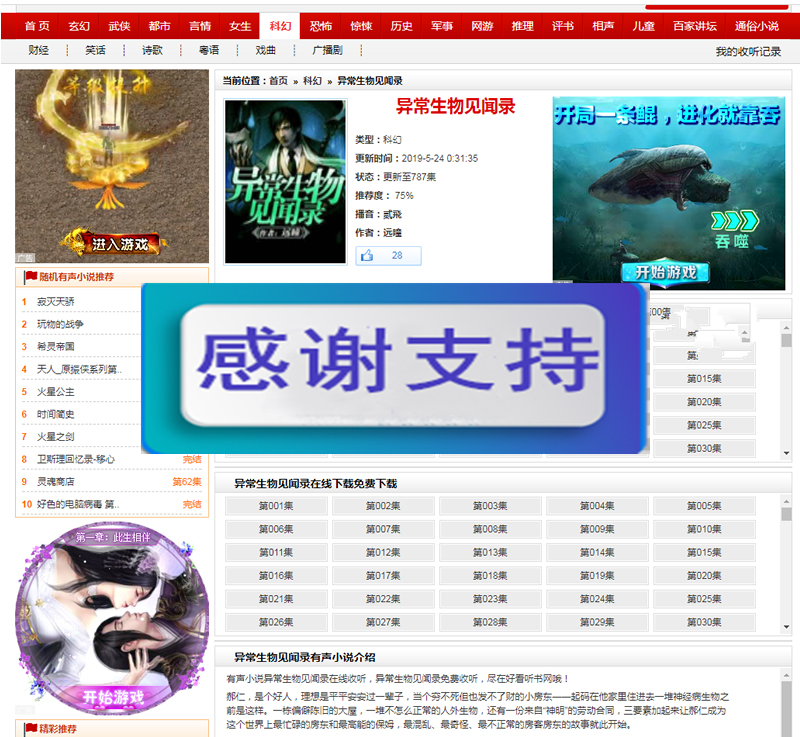 首 页 玄幻 武侠 都市 言情 女生 科幻 恐怖 惊悚 历史 军事 网游 推理 评书 相声 儿童 百家讲坛 通俗小说
财经 笑话 诗歌 粤语 戏曲 广播剧 我的收听记录
当前位置：首页 » 科幻 » 异常生物见闻录
等级提升
进入游戏
广告
异常生物
见闻录
作者：远瞳
异常生物见闻录
类型：科幻
更新时间：2019-5-24 0:31:35
状态：更新至787集
推荐度： 75%
播音：贰飛
作者：远瞳
28
开局一条鲲，进化就靠吞
吞噬
开始游戏
随机有声小说推荐
1 寂灭天骄
2 玩物的战争
3 希灵帝国
4 天人_原振侠系列第..
5 火星公主
6 时间简史
7 火星之剑
8 卫斯理回忆录-移心 完结
9 灵魂商店 第62集
10 好色的电脑病毒 第.. 完结
感谢支持
第015集
第020集
第025集
第030集
异常生物见闻录在线下载免费下载
第001集 第002集 第003集 第004集 第005集
第006集 第007集 第008集 第009集 第010集
第011集 第012集 第013集 第014集 第015集
第016集 第017集 第018集 第019集 第020集
第021集 第022集 第023集 第024集 第025集
第026集 第027集 第028集 第029集 第030集
第一章：此生相伴
开始游戏
精彩推荐
异常生物见闻录有声小说介绍
有声小说异常生物见闻录在线收听，异常生物见闻录免费收听，尽在好看听书网哦！
郝仁，是个好人，理想是平平安安过一辈子，当个穷不死但也发不了财的小房东——起码在他家里住进去一堆神经病生物之
前是这样。一栋偏僻陈旧的大屋，一堆不怎么正常的人外生物，还有一份来自“神明”的劳动合同，三要素加起来让郝仁成为
这个世界上最忙碌的房东和最高能的保姆，最混乱、最奇怪、最不正常的房客房东的故事就此开始。